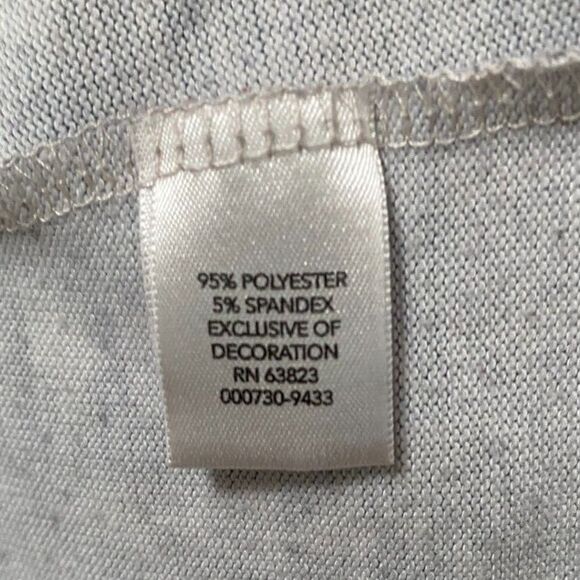 95% POLYESTER
5% SPANDEX
EXCLUSIVE OF
DECORATION
RN 63823
000730-9433